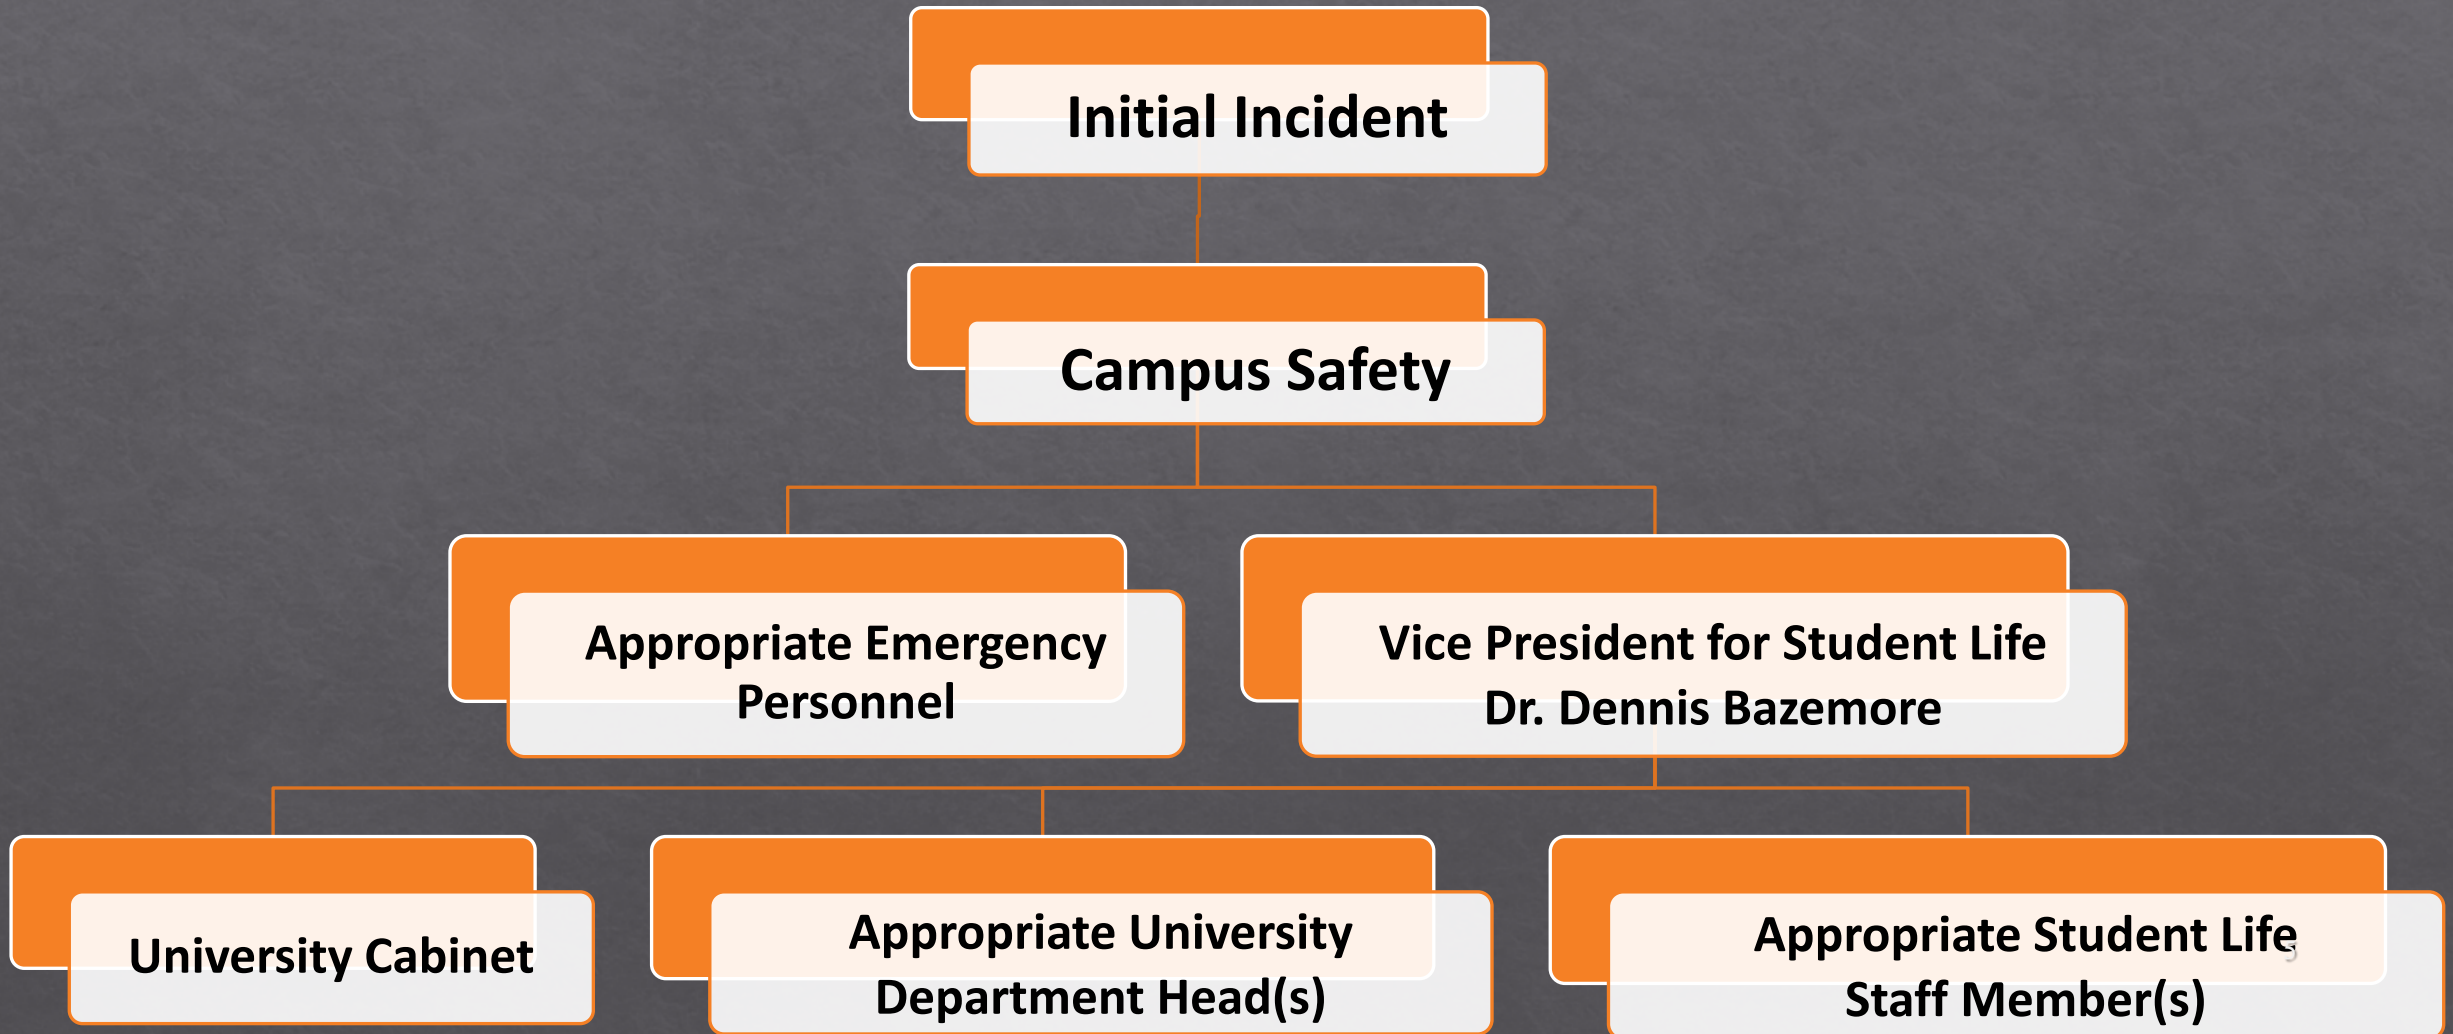 Initial Incident
Campus Safety
Appropriate Emergency
Personnel
Vice President for Student Life
Dr. Dennis Bazemore
University Cabinet
Appropriate University
Department Head(s)
Appropriate Student Life
Staff Member(s)
5